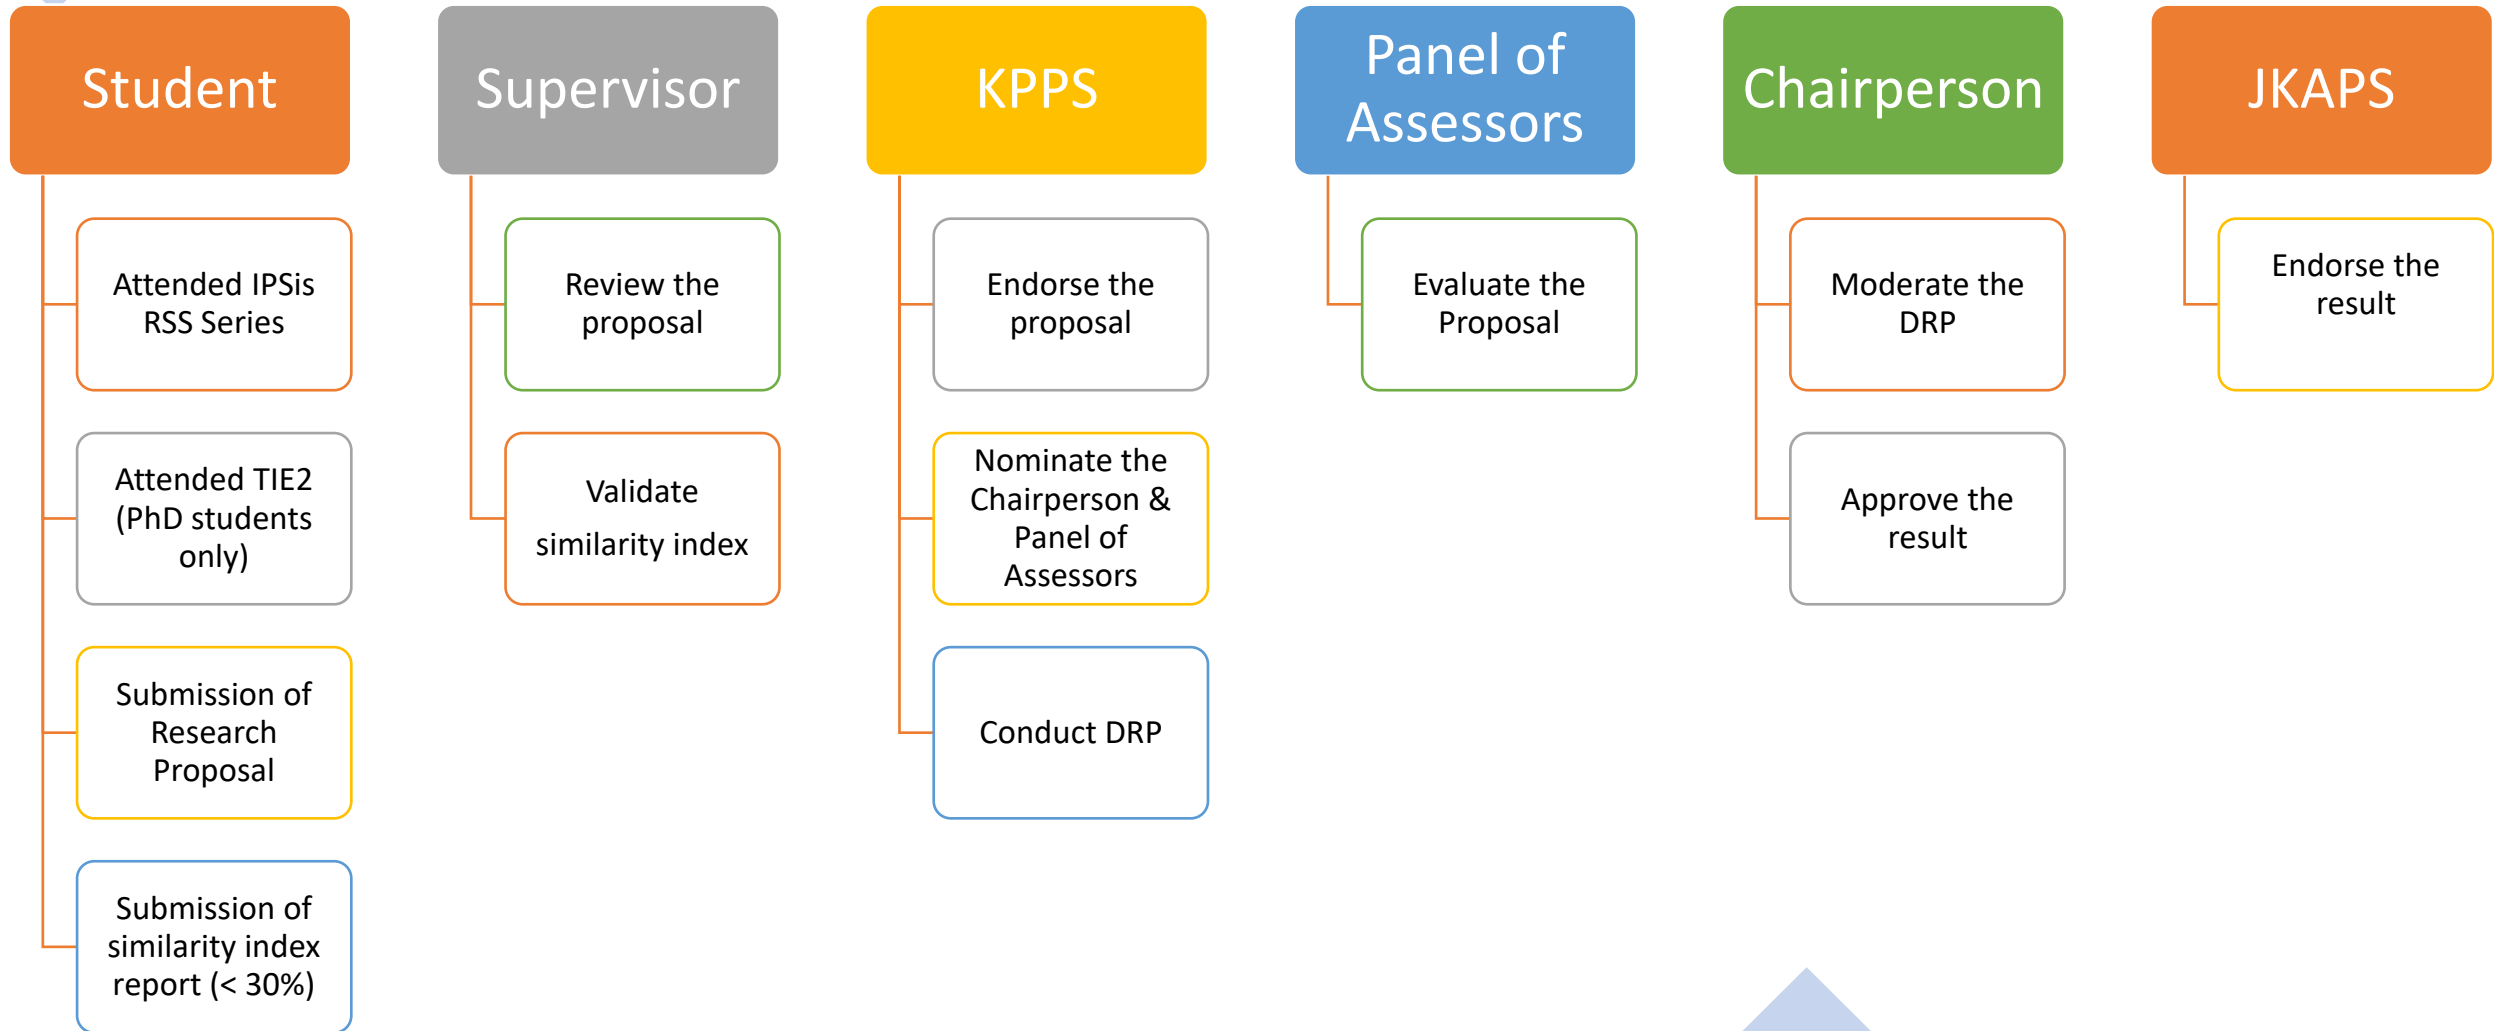 Student
Attended IPSis
RSS Series
Attended TIE2
(PhD students
only)
Submission of
Research
Proposal
Submission of
similarity index
report (< 30%)
Supervisor
Review the
proposal
Validate
similarity index
KPPS
Endorse the
proposal
Nominate the
Chairperson &
Panel of
Assessors
Conduct DRP
Panel of
Assessors
Evaluate the
Proposal
Chairperson
Moderate the
DRP
Approve the
result
JKAPS
Endorse the
result